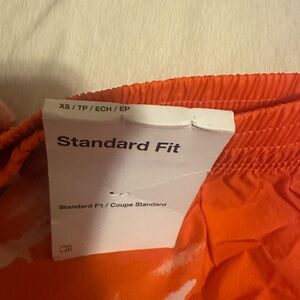 XS / TP / ECH / EP
Standard Fit
Standard Fit / Coupe Standard